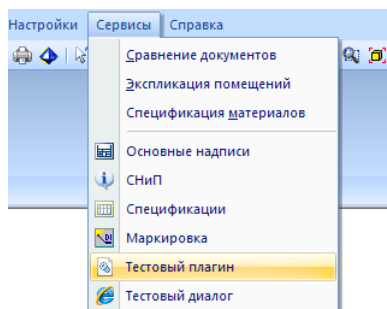 Настройки Сервисы Справка
Сравнение документов
Экспликация помещений
Спецификация материалов
Основные надписи
СНиП
Спецификации
Маркировка
Тестовый плагин
Тестовый диалог